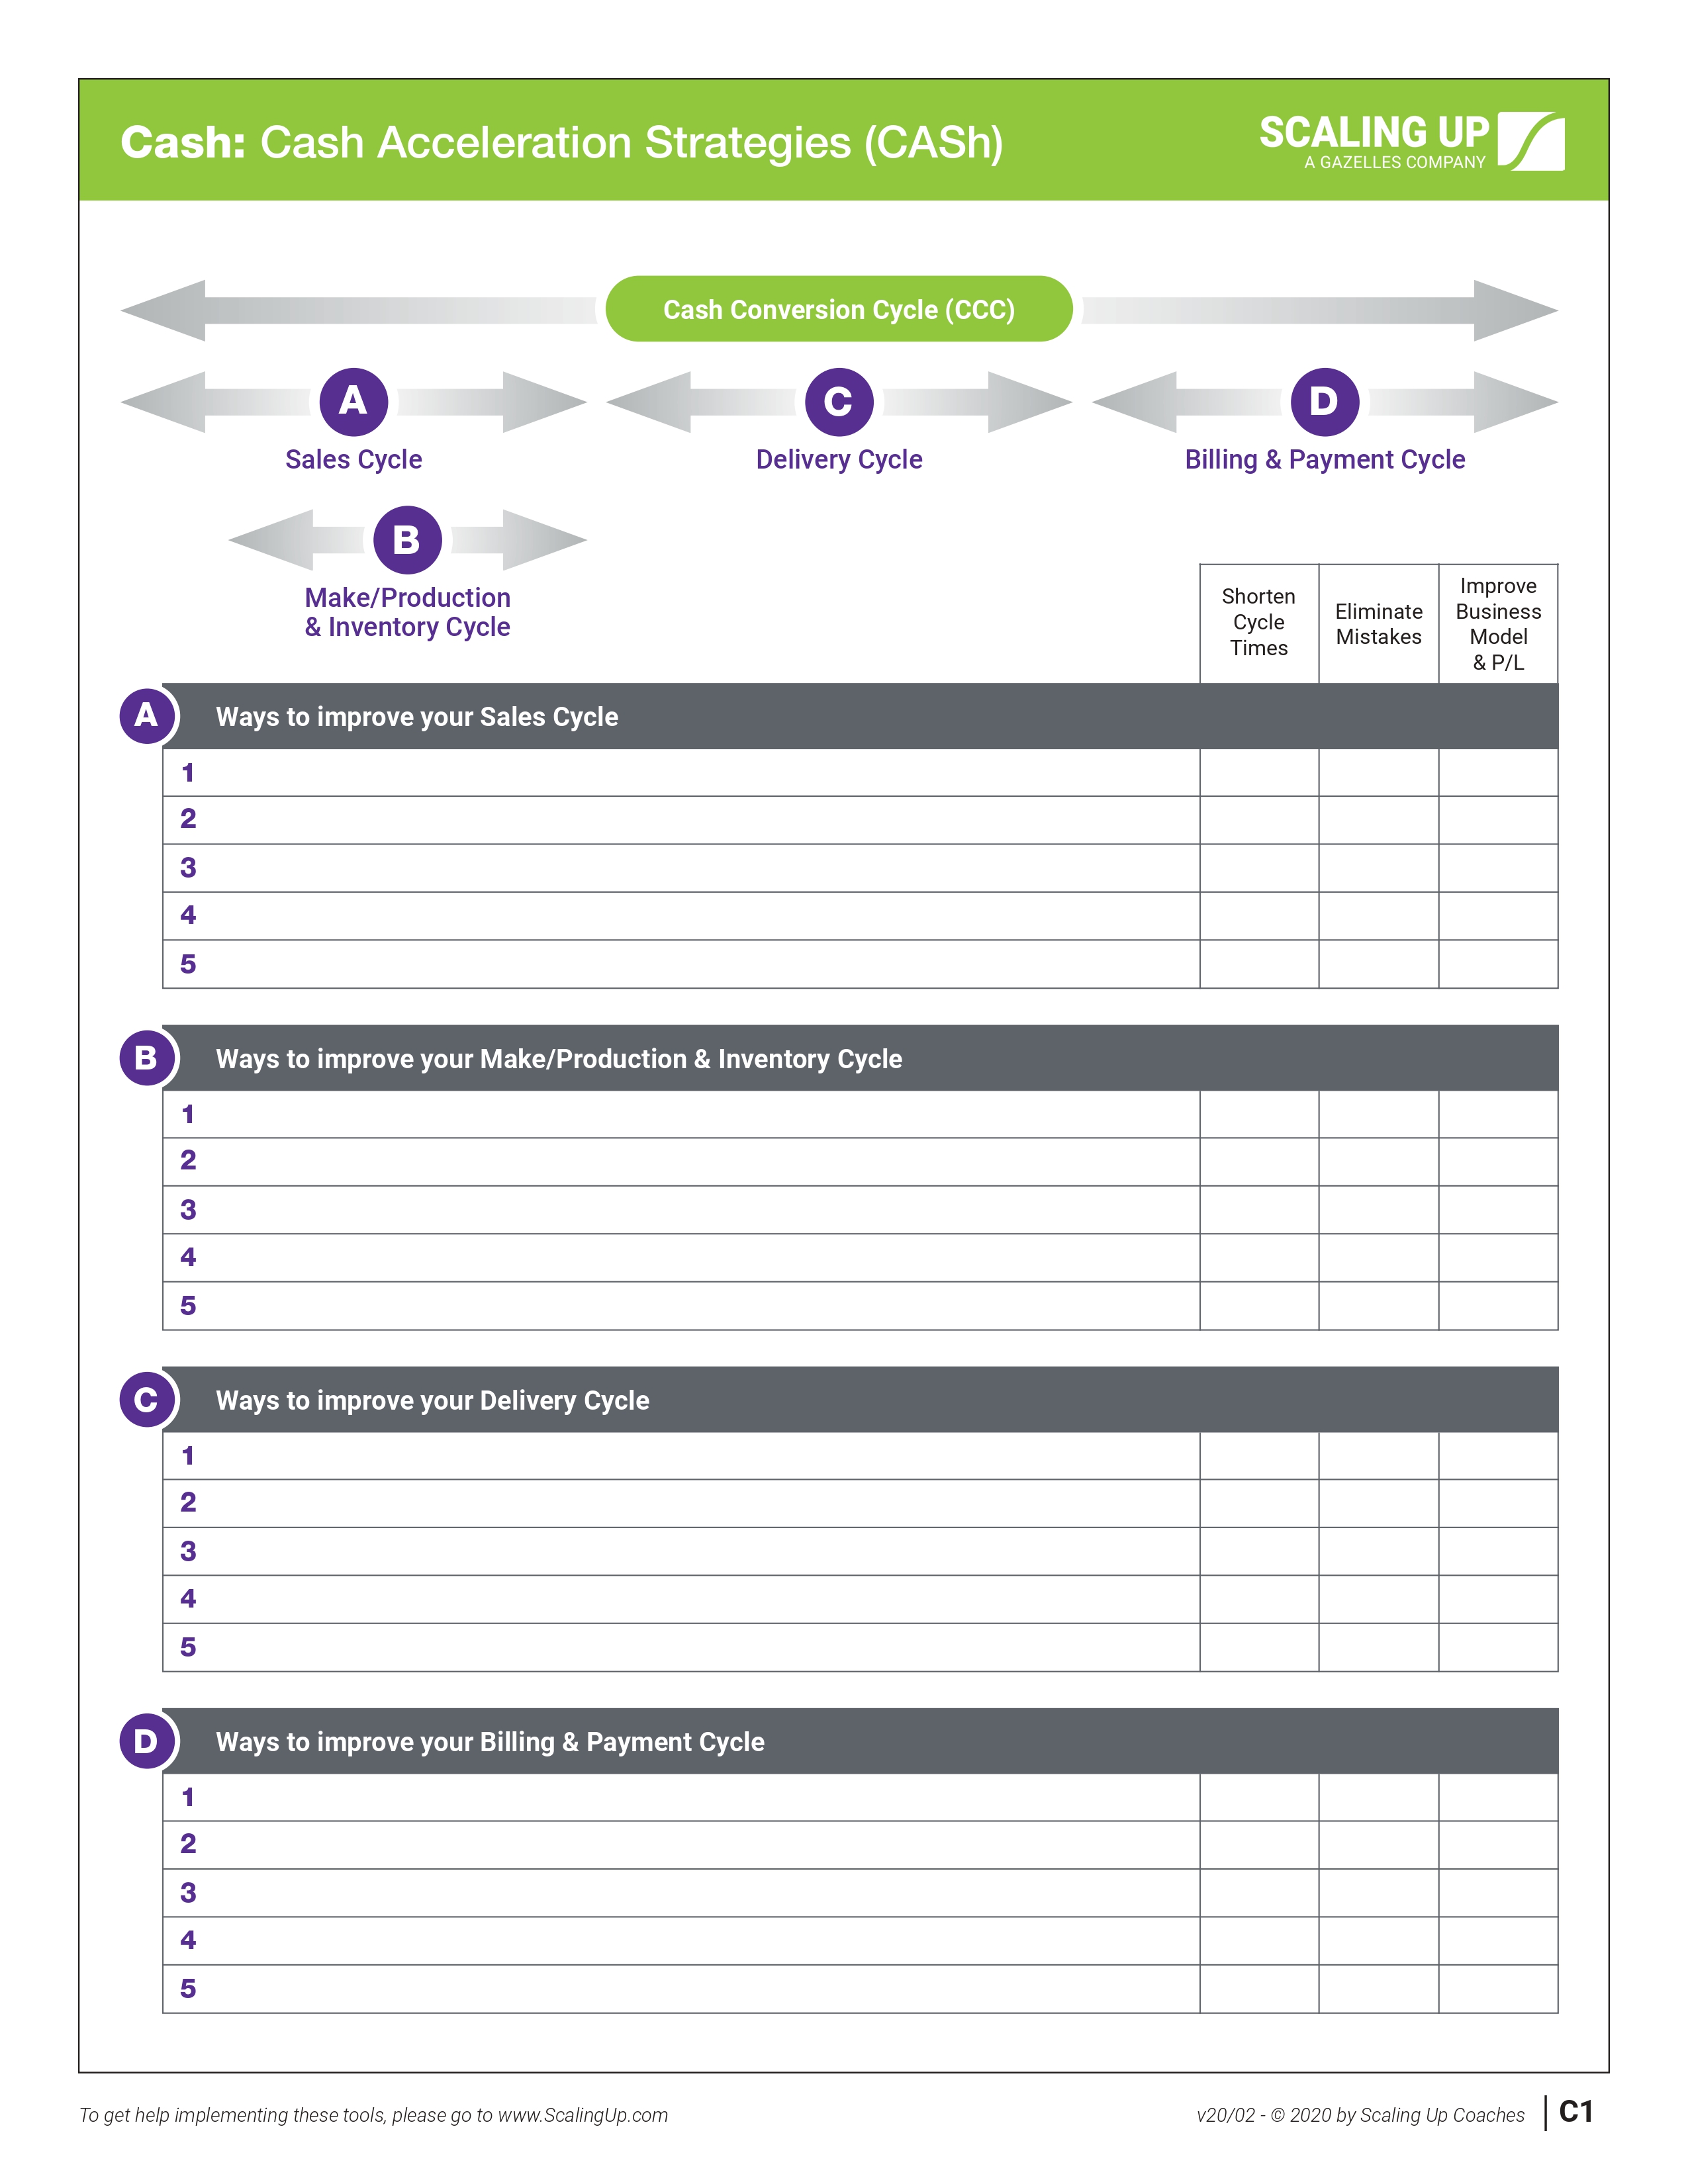 Cash: Cash Acceleration Strategies (CASh)
SCALING UP
A GAZELLES COMPANY
Cash Conversion Cycle (CCC)
A
C
D
Sales Cycle
Delivery Cycle
Billing & Payment Cycle
B
Make/Production
& Inventory Cycle
Shorten
Cycle
Times
Eliminate
Mistakes
Improve
Business
Model
& P/L
A
Ways to improve your Sales Cycle
1
2
3
4
5
B
Ways to improve your Make/Production & Inventory Cycle
1
2
3
4
5
C
Ways to improve your Delivery Cycle
1
2
3
4
5
D
Ways to improve your Billing & Payment Cycle
1
2
3
4
5
To get help implementing these tools, please go to www.ScalingUp.com
v20/02 - © 2020 by Scaling Up Coaches
C1